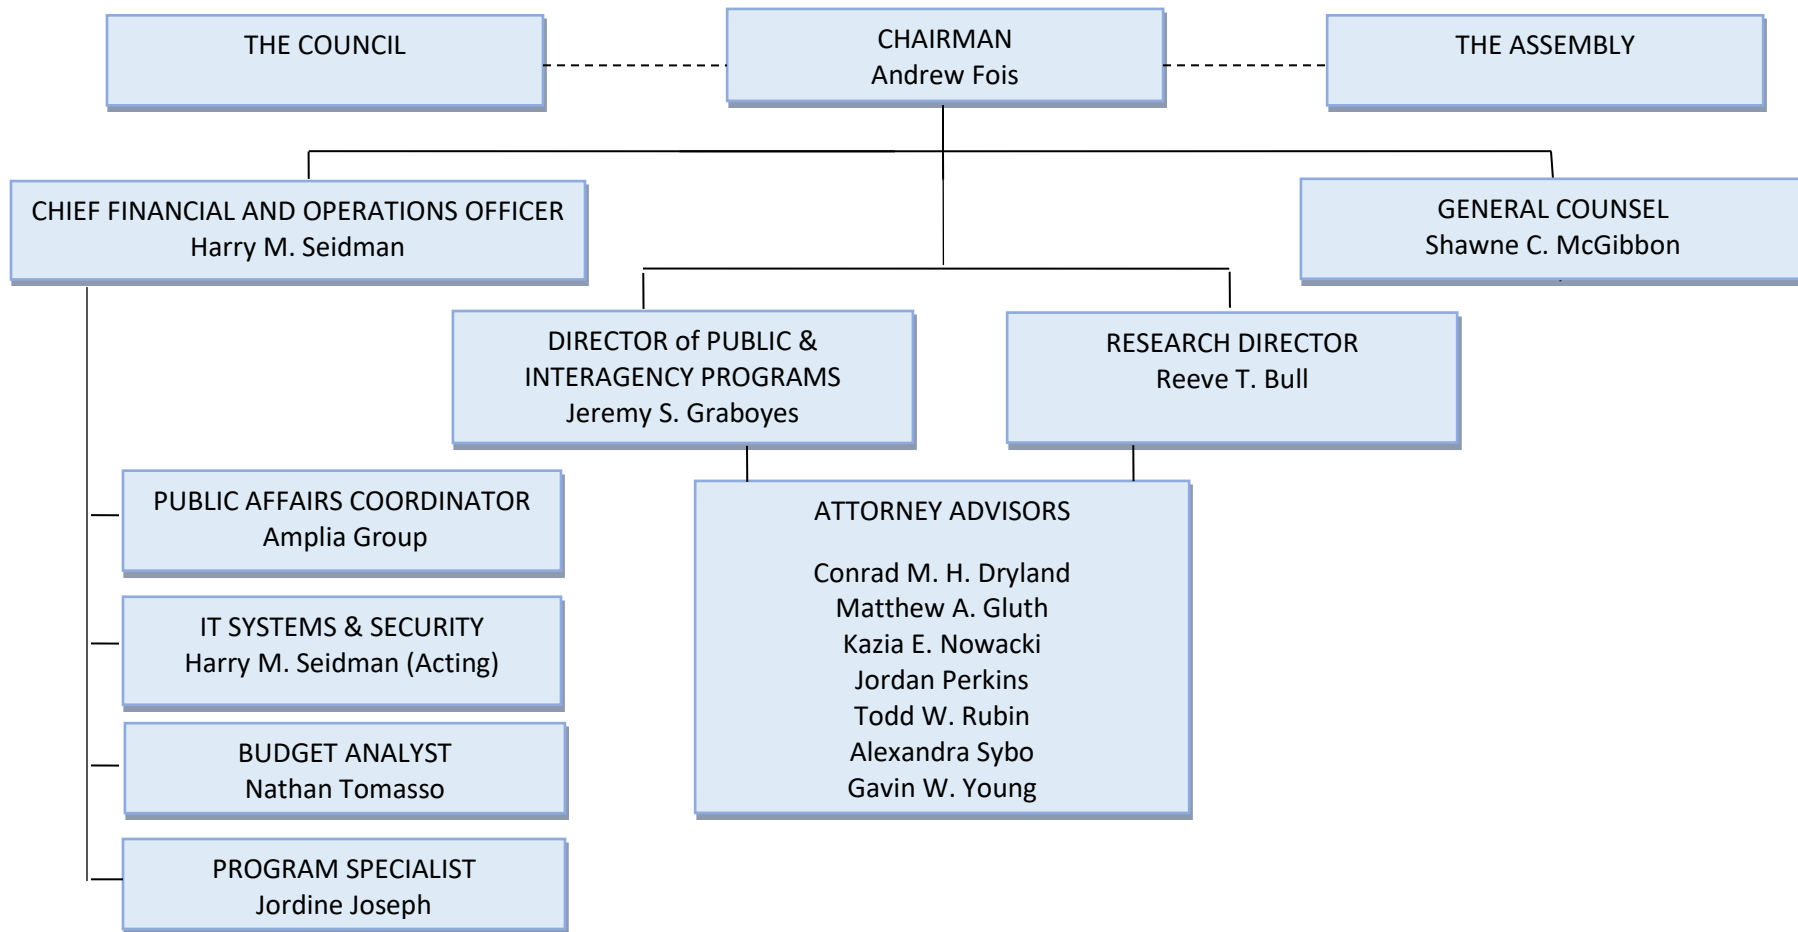 THE COUNCIL
CHAIRMAN
Andrew Fois
THE ASSEMBLY
CHIEF FINANCIAL AND OPERATIONS OFFICER
Harry M. Seidman
GENERAL COUNSEL
Shawne C. McGibbon
DIRECTOR of PUBLIC &
INTERAGENCY PROGRAMS
Jeremy S. Graboyes
RESEARCH DIRECTOR
Reeve T. Bull
PUBLIC AFFAIRS COORDINATOR
Amplia Group
IT SYSTEMS & SECURITY
Harry M. Seidman (Acting)
BUDGET ANALYST
Nathan Tomasso
PROGRAM SPECIALIST
Jordine Joseph
ATTORNEY ADVISORS
Conrad M. H. Dryland
Matthew A. Gluth
Kazia E. Nowacki
Jordan Perkins
Todd W. Rubin
Alexandra Sybo
Gavin W. Young